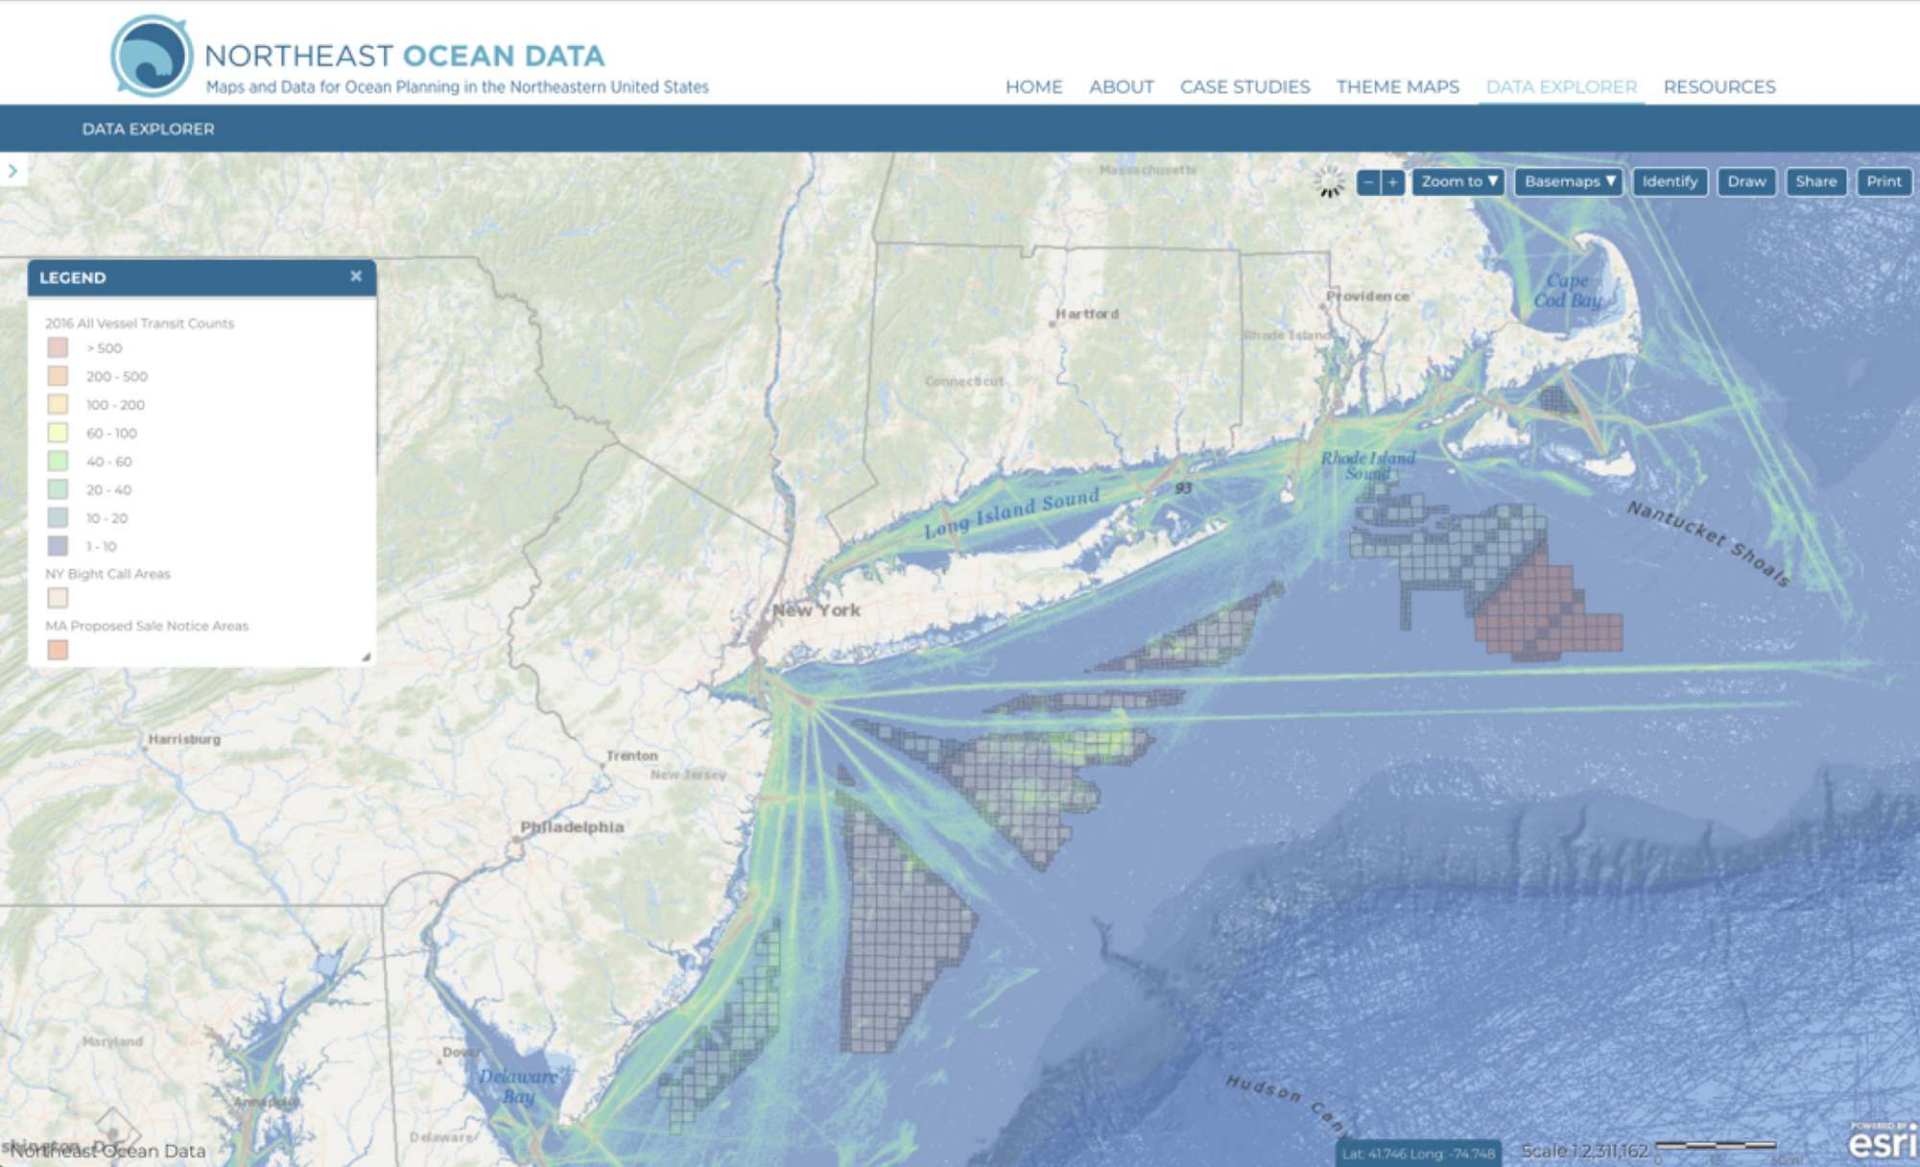 NORTHEAST OCEAN DATA
Maps and Data for Ocean Planning in the Northeastern United States
HOME ABOUT CASE STUDIES THEME MAPS DATA EXPLORER RESOURCES
DATA EXPLORER
>
Massachusetts
− + Zoom to ▼ Basemaps ▼ Identify Draw Share Print
LEGEND ×
2016 All Vessel Transit Counts
> 500
200 - 500
100 - 200
60 - 100
40 - 60
20 - 40
10 - 20
1 - 10
NY Bight Call Areas
MA Proposed Sale Notice Areas
Cape
Cod Bay
Providence
Hartford
Rhode Island
Connecticut
Rhode Island
Sound
93
Long Island Sound
Nantucket Shoals
New York
Harrisburg
Trenton
New Jersey
Philadelphia
Maryland
Dover
Delaware
Bay
Annapolis
Hudson Cany
Delaware
Northeast Ocean Data
Lat: 41.746 Long: -74.748
Scale 1:2,311,162
POWERED BY
esri